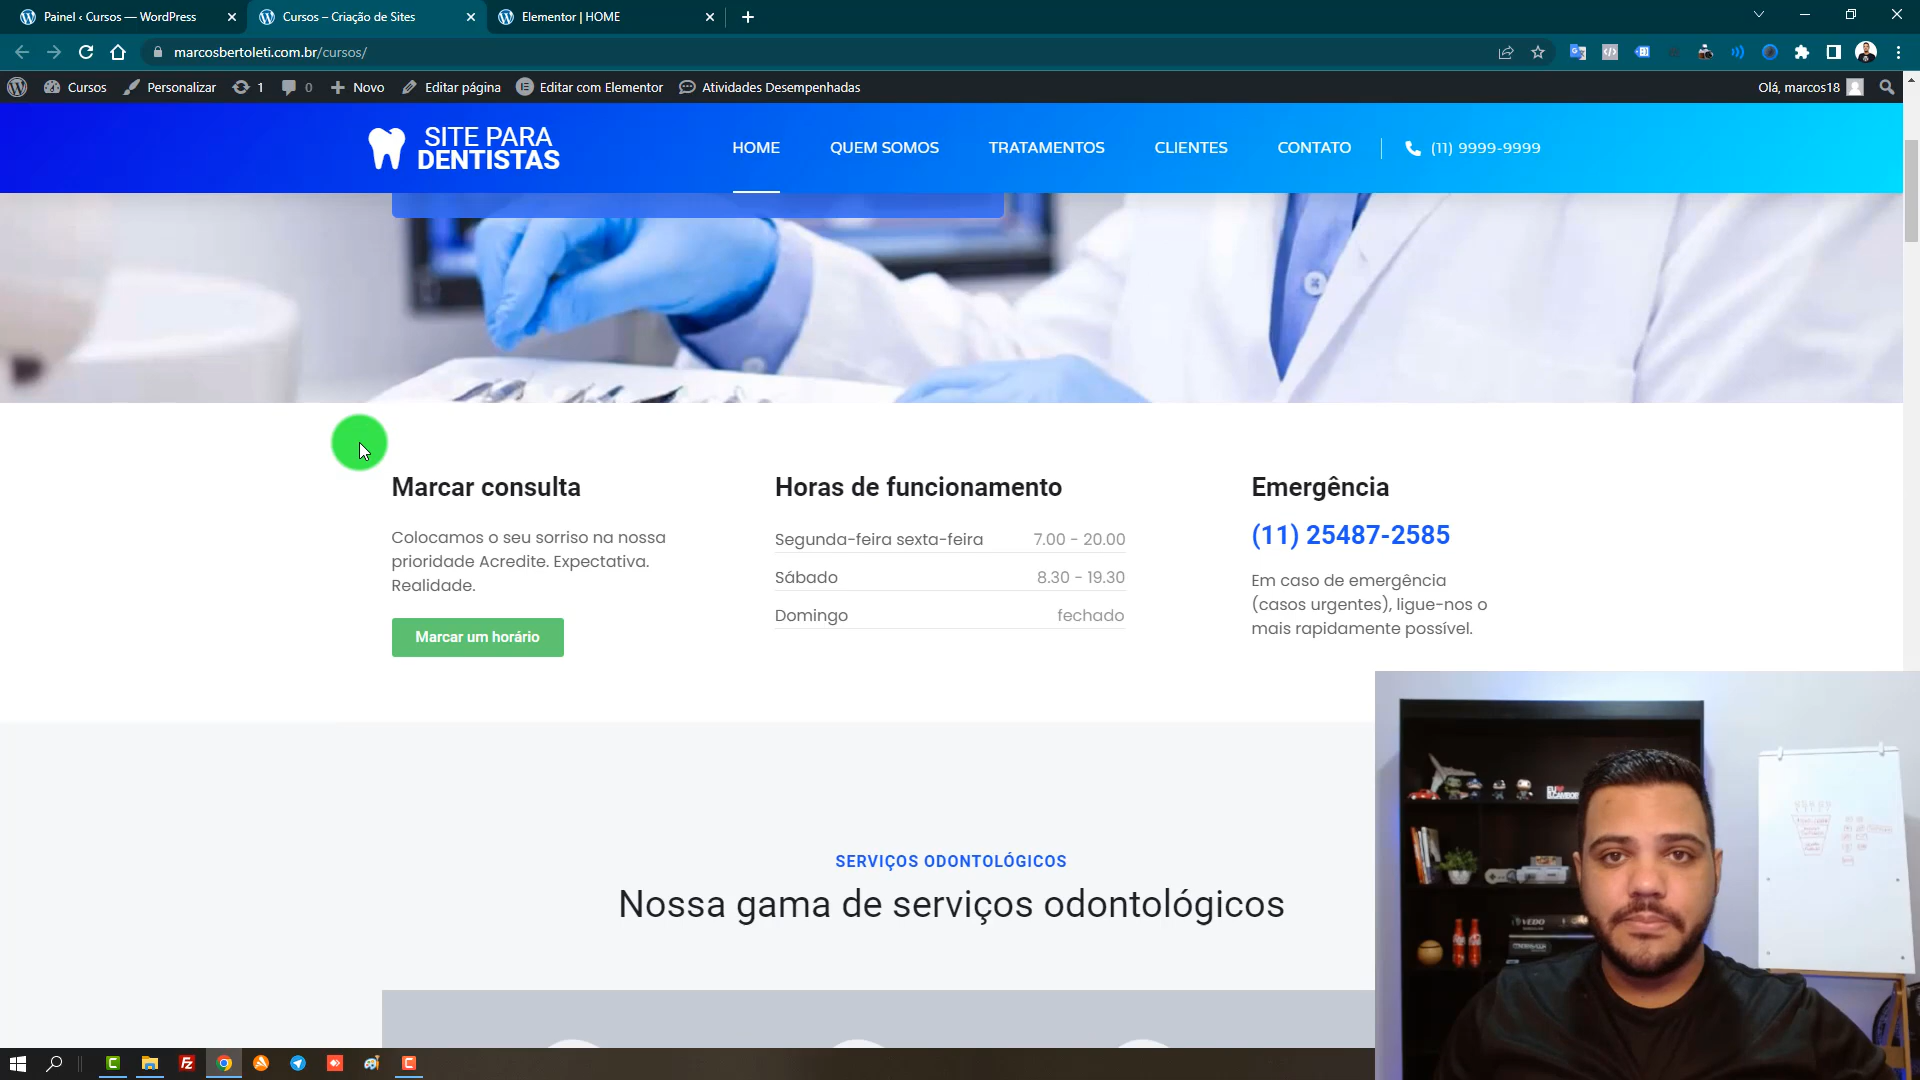 Painel ‹ Cursos — WordPress
Cursos – Criação de Sites
Elementor | HOME
marcosbertoleti.com.br/cursos/
Cursos
Personalizar
1
0
Novo
Editar página
Editar com Elementor
Atividades Desempenhadas
Olá, marcos18
SITE PARA
DENTISTAS
HOME
QUEM SOMOS
TRATAMENTOS
CLIENTES
CONTATO
(11) 9999-9999
Marcar consulta
Colocamos o seu sorriso na nossa
prioridade Acredite. Expectativa.
Realidade.
Marcar um horário
Horas de funcionamento
Segunda-feira sexta-feira 7.00 - 20.00
Sábado 8.30 - 19.30
Domingo fechado
Emergência
(11) 25487-2585
Em caso de emergência
(casos urgentes), ligue-nos o
mais rapidamente possível.
SERVIÇOS ODONTOLÓGICOS
Nossa gama de serviços odontológicos